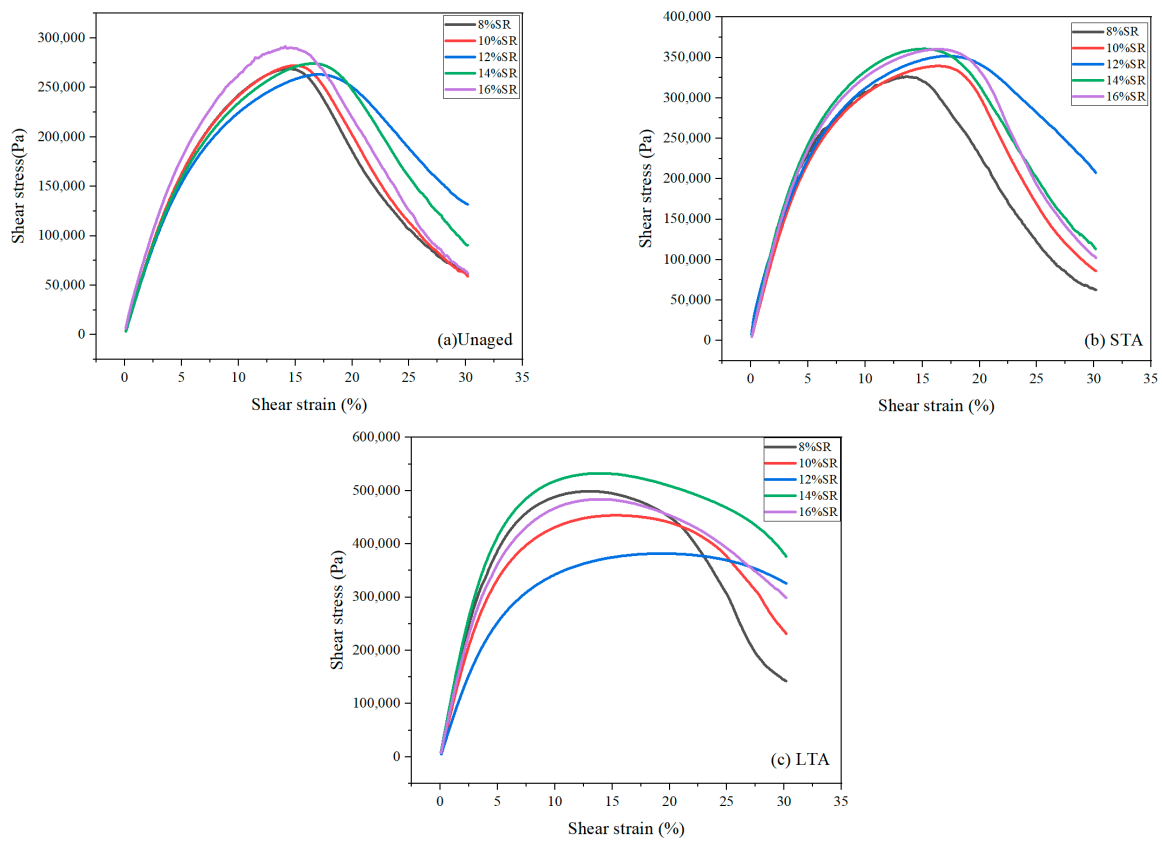 8%SR
10%SR
12%SR
14%SR
16%SR
300,000
250,000
200,000
150,000
100,000
50,000
0
Shear stress(Pa)
0 5 10 15 20 25 30 35
Shear strain (%)
(a)Unaged
8%SR
10%SR
12%SR
14%SR
16%SR
400,000
350,000
300,000
250,000
200,000
150,000
100,000
50,000
0
Shear stress (Pa)
0 5 10 15 20 25 30 35
Shear strain (%)
(b) STA
8%SR
10%SR
12%SR
14%SR
16%SR
600,000
500,000
400,000
300,000
200,000
100,000
0
Shear stress (Pa)
0 5 10 15 20 25 30 35
Shear strain (%)
(c) LTA